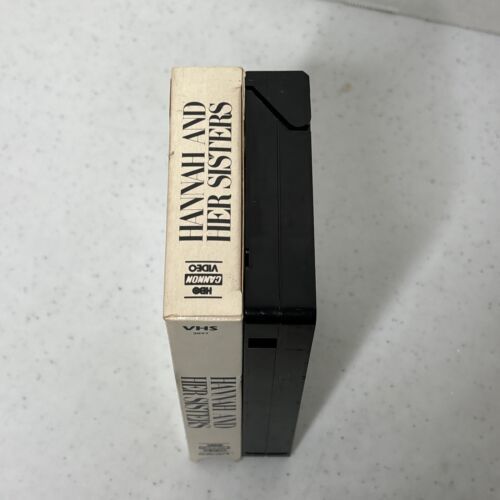 HANNAH AND
HER SISTERS
HBO
CANNON
VIDEO
VHS
HANNAH AND
HER SISTERS